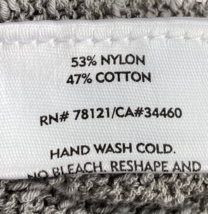 53% NYLON
47% COTTON
RN# 78121/CA#34460
HAND WASH COLD.
NO BLEACH. RESHAPE AND